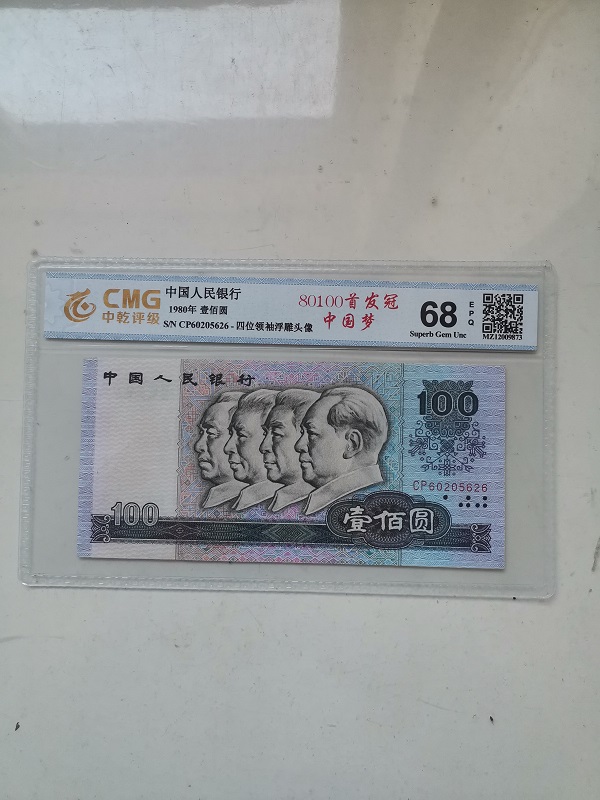 CMG
中乾评级
中国人民银行
1980年 壹佰圆
S/N CP60205626 - 四位领袖浮雕头像
80100首发冠
中国梦
68
EPQ
Superb Gem Unc
MZ12009873
中国人民银行
100
CP60205626
100
壹佰圆